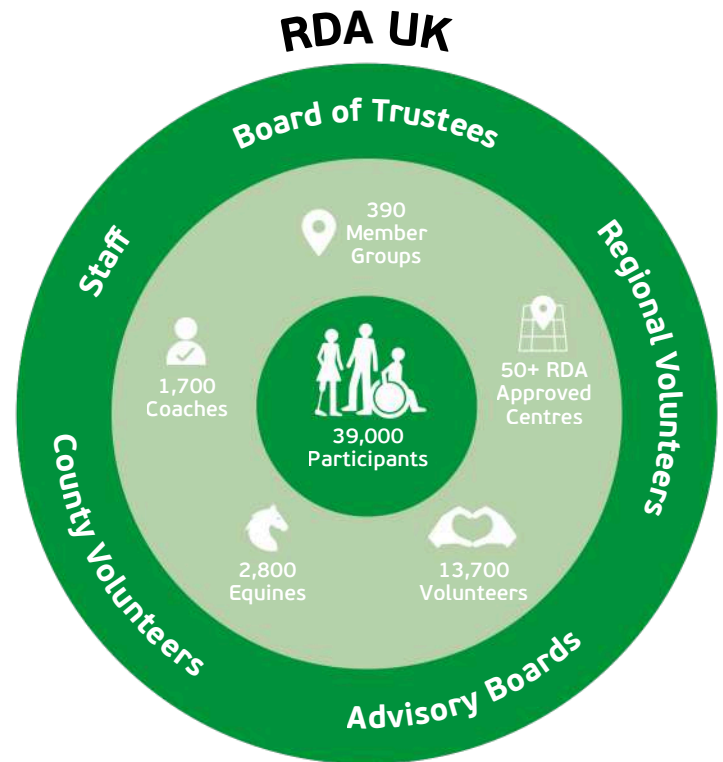 RDA UK
Board of Trustees
Staff
Regional Volunteers
390
Member
Groups
1,700
Coaches
50+ RDA
Approved
Centres
39,000
Participants
County Volunteers
2,800
Equines
13,700
Volunteers
Advisory Boards